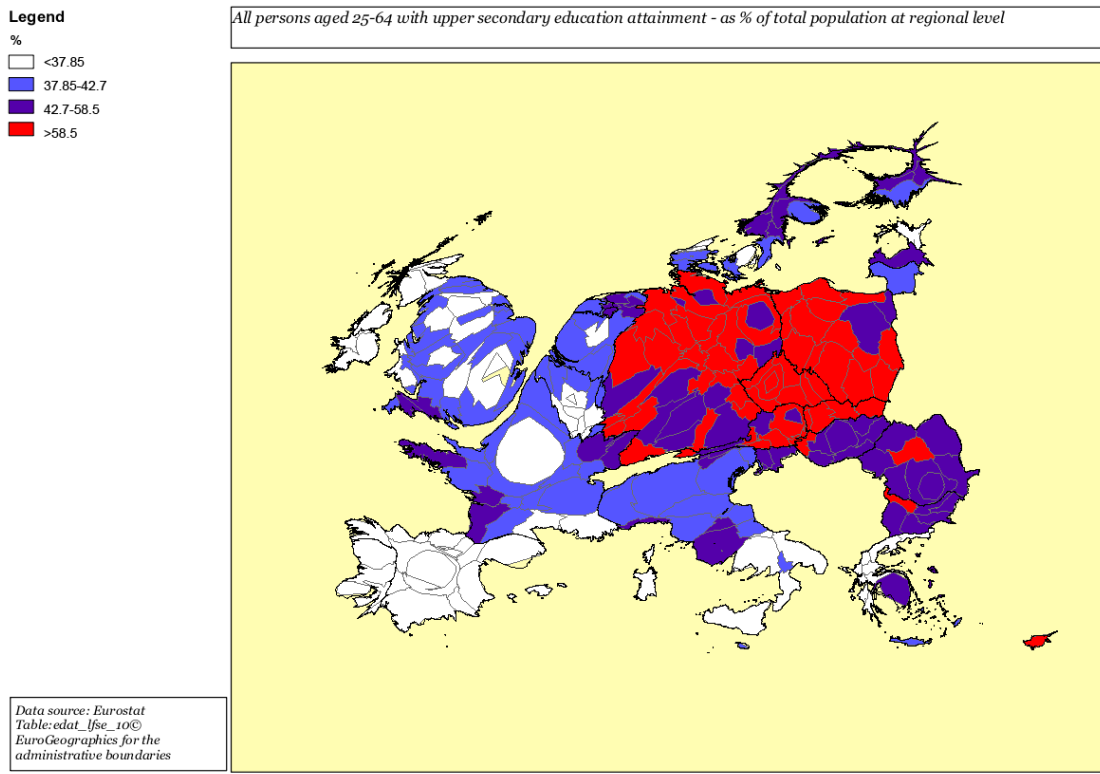 Legend
%
<37.85
37.85-42.7
42.7-58.5
>58.5
All persons aged 25-64 with upper secondary education attainment - as % of total population at regional level
Data source: Eurostat
Table:edat_lfse_10©
EuroGeographics for the
administrative boundaries